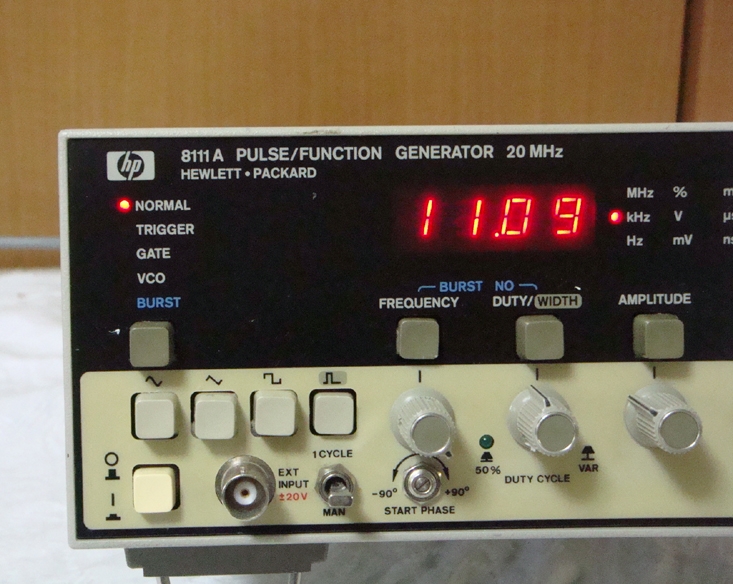 hp
8111A PULSE/FUNCTION GENERATOR 20 MHz
HEWLETT • PACKARD
NORMAL
TRIGGER
GATE
VCO
BURST
11.09
MHz %
kHz V
Hz mV
BURST NO
FREQUENCY
DUTY/WIDTH
AMPLITUDE
1 CYCLE
EXT
INPUT
±20V
MAN
-90° +90°
START PHASE
50%
DUTY CYCLE
VAR